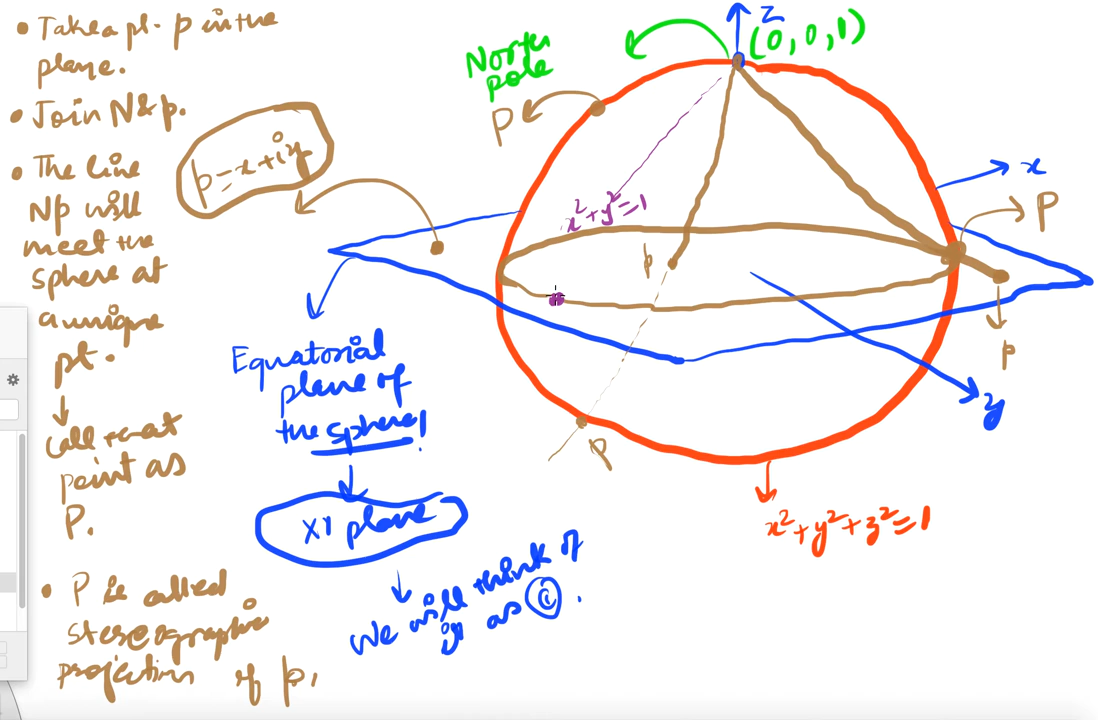 • Take a pt. p in the
plane.
• Join N & p.
• The line
Np will
meet the
sphere at
a unique
pt.
call that
point as
P.
• P is called
stereographic
projection of p.
p = x + iy
North
pole
P
z
(0, 0, 1)
x
P
x² + y² = 1
p
p
y
P
Equatorial
plane of
the sphere!
XY plane
We will think of
it as ℂ.
x² + y² + z² = 1